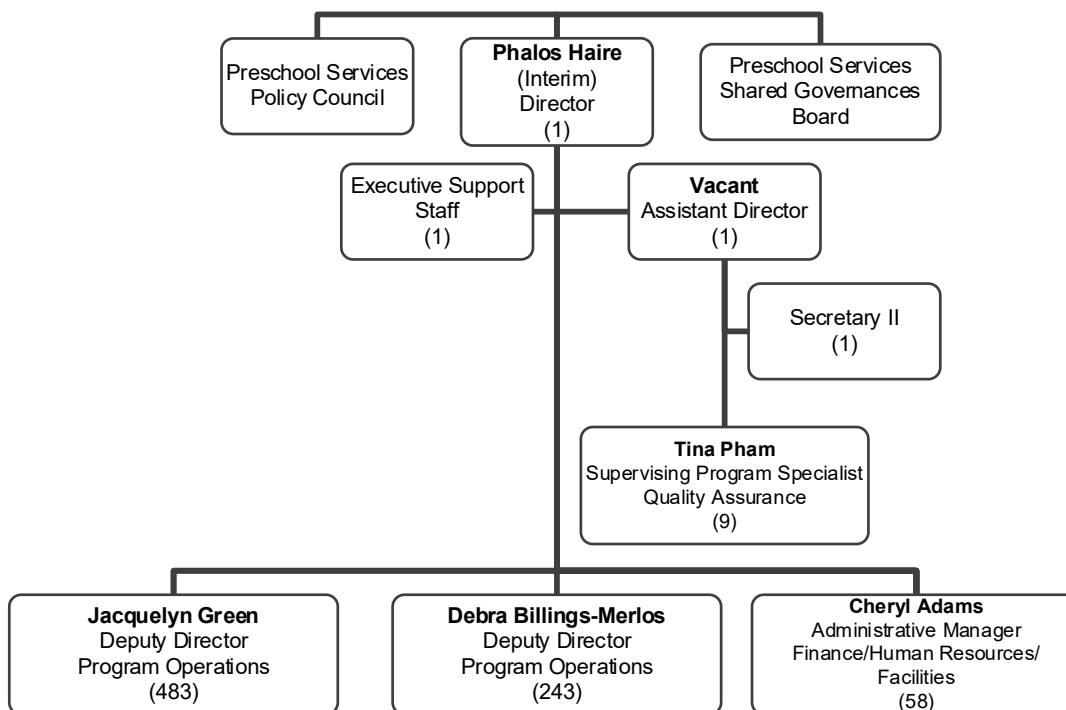 Preschool Services
Policy Council
Phalos Haire
(Interim)
Director
(1)
Preschool Services
Shared Governances
Board
Executive Support
Staff
(1)
Vacant
Assistant Director
(1)
Secretary II
(1)
Tina Pham
Supervising Program Specialist
Quality Assurance
(9)
Jacquelyn Green
Deputy Director
Program Operations
(483)
Debra Billings-Merlos
Deputy Director
Program Operations
(243)
Cheryl Adams
Administrative Manager
Finance/Human Resources/
Facilities
(58)